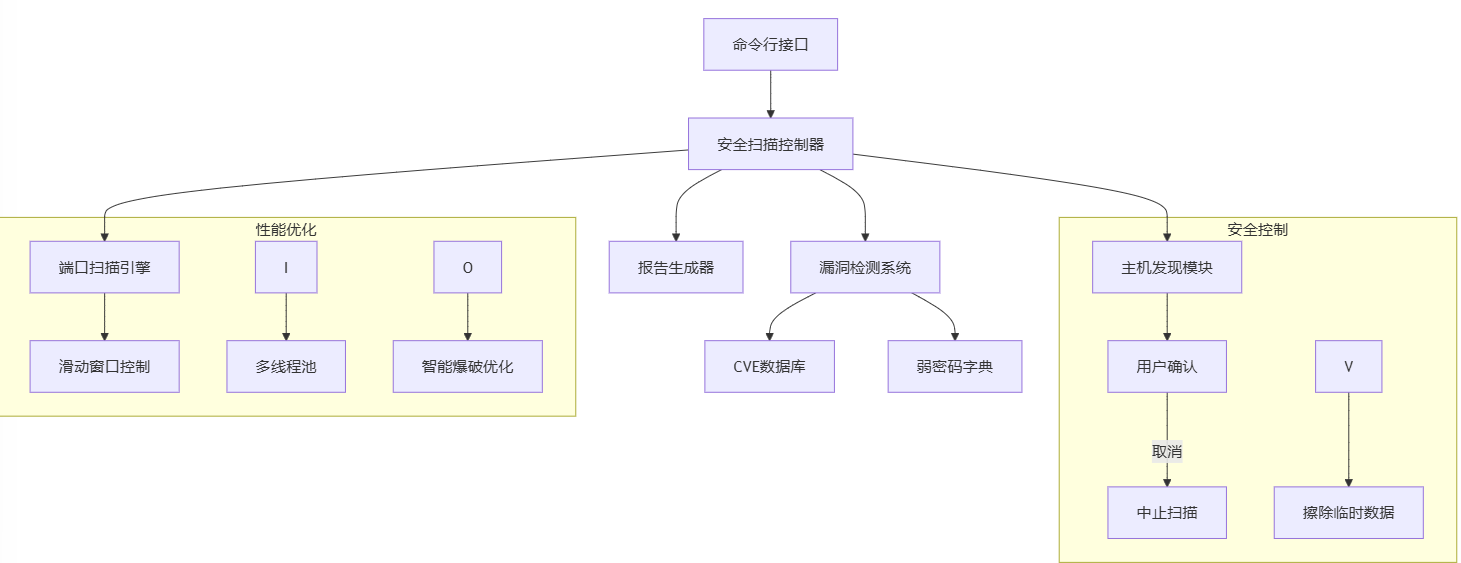 命令行接口
安全扫描控制器
性能优化
安全控制
端口扫描引擎
I
O
报告生成器
漏洞检测系统
主机发现模块
滑动窗口控制
多线程池
智能爆破优化
CVE数据库
弱密码字典
用户确认
V
取消
中止扫描
擦除临时数据